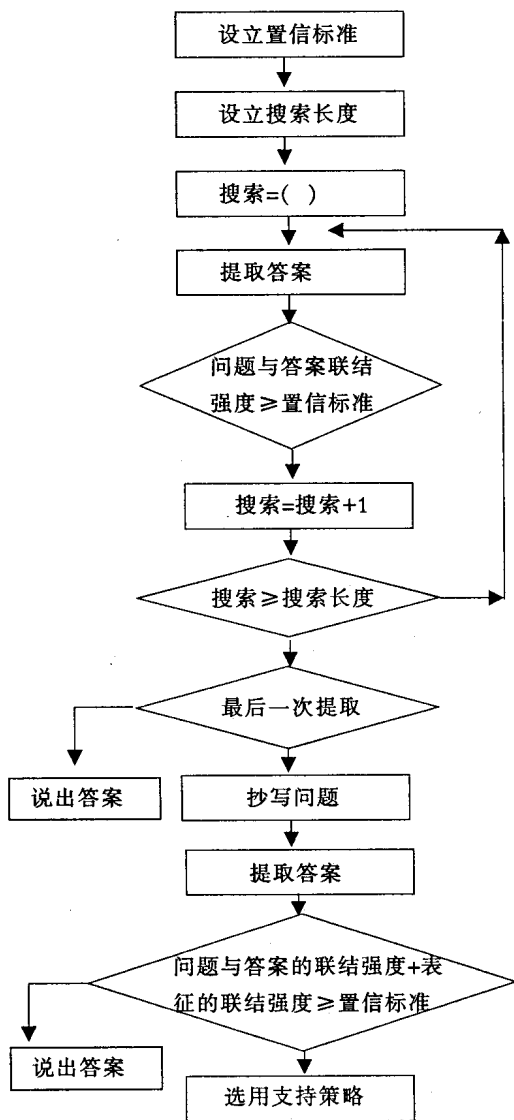 设立置信标准
设立搜索长度
搜索=( )
提取答案
问题与答案联结
强度≥置信标准
搜索=搜索+1
搜索≥搜索长度
最后一次提取
说出答案
抄写问题
提取答案
问题与答案的联结强度+表
征的联结强度≥置信标准
说出答案
选用支持策略